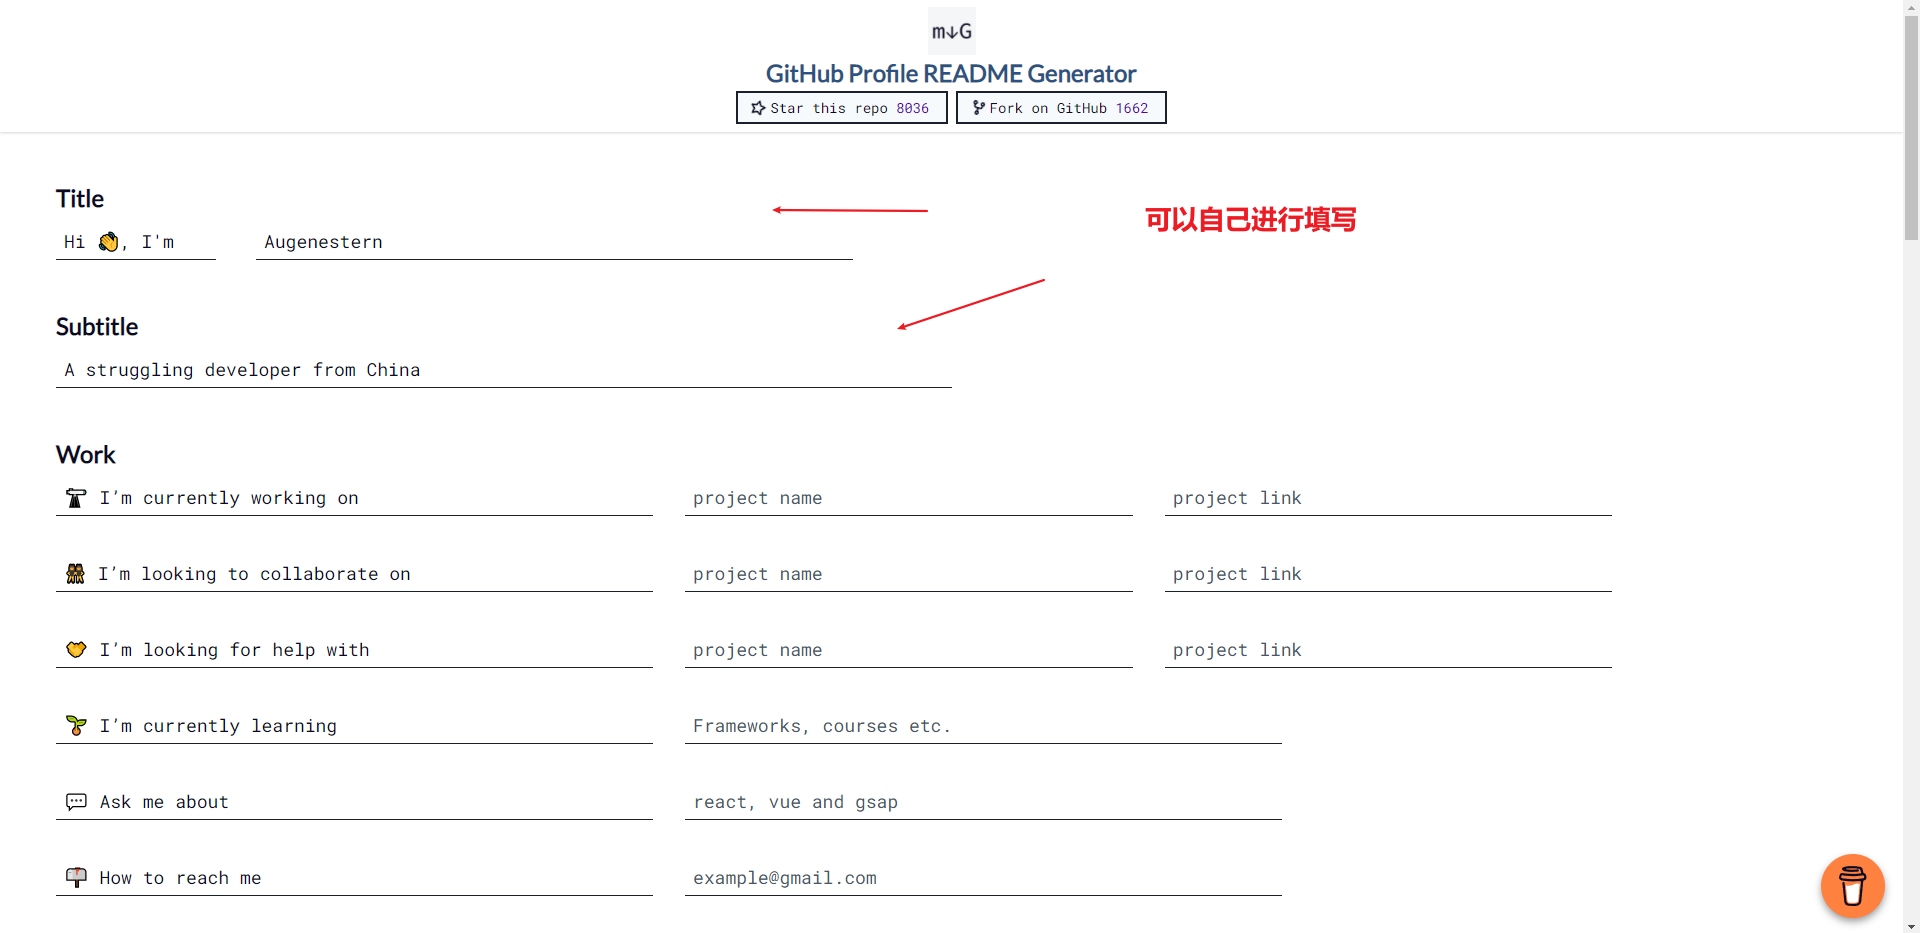 m↓G
GitHub Profile README Generator
Star this repo 8036
Fork on GitHub 1662
Title
可以自己进行填写
Hi 👋, I'm
Augenestern
Subtitle
A struggling developer from China
Work
🔭 I’m currently working on
project name
project link
👯 I’m looking to collaborate on
project name
project link
🤝 I’m looking for help with
project name
project link
🌱 I’m currently learning
Frameworks, courses etc.
💬 Ask me about
react, vue and gsap
📫 How to reach me
example@gmail.com